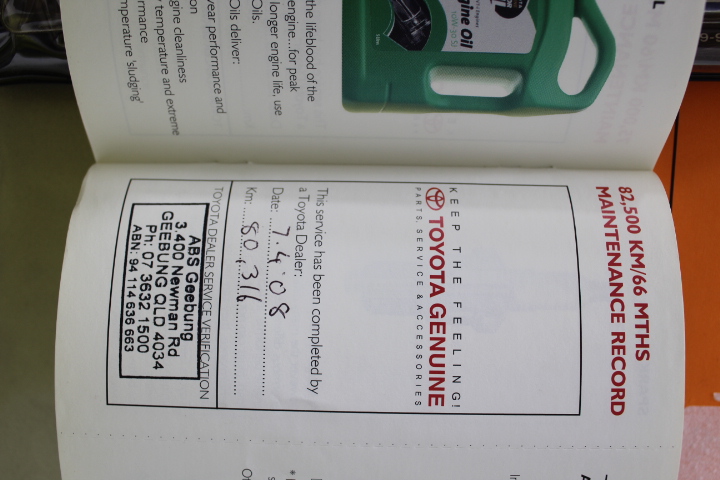 82,500 KM/66 MTHS
MAINTENANCE RECORD
KEEP THE FEELING!
TOYOTA GENUINE
PARTS, SERVICE & ACCESSORIES
This service has been completed by
a Toyota Dealer:
Date: 7.4.08
Km: 80,316
TOYOTA DEALER SERVICE VERIFICATION
ABS Geebung
3.400 Newman Rd
GEEBUNG QLD 4034
Ph: 07 3632 1500
ABN: 94 114 636 663
the lifeblood of the
engine...for peak
longer engine life, use
Oils.
Oils deliver:
year performance and
on
gine cleanliness
temperature and extreme
rmance
mperature 'sludging'
gine Oil